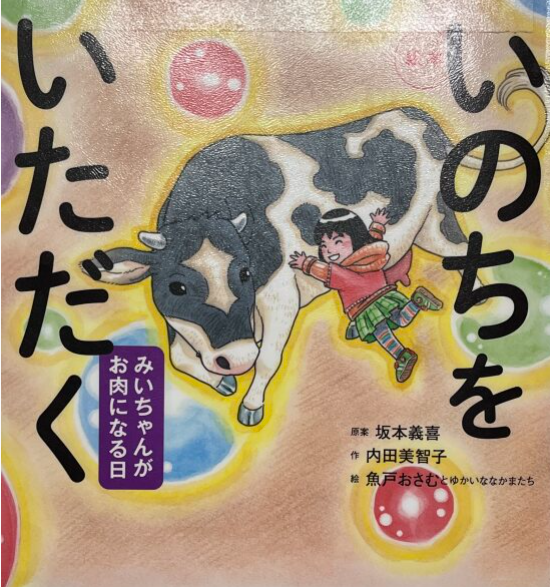 いのちを
いただく
みいちゃんが
お肉になる日
原案 坂本義喜
作 内田美智子
絵 魚戸おさむとゆかいななかまたち